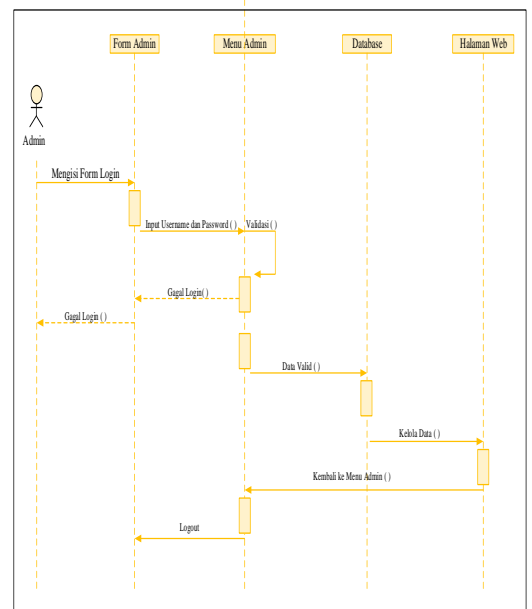 Form Admin
Menu Admin
Database
Halaman Web
Admin
Mengisi Form Login
Input Username dan Password ( )
Validasi ( )
Gagal Login( )
Gagal Login ( )
Data Valid ( )
Kelola Data ( )
Kembali ke Menu Admin ( )
Logout